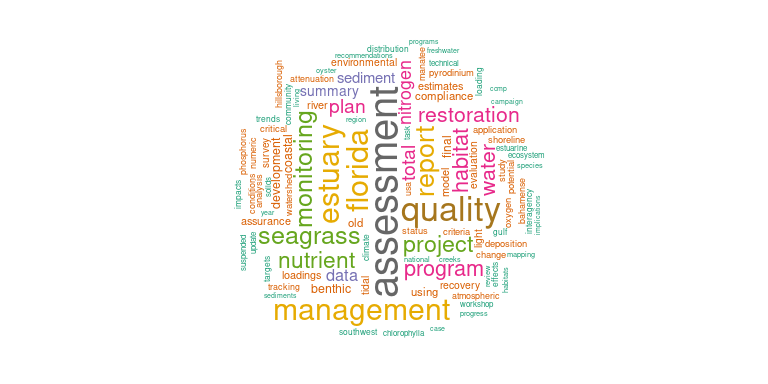 programs
distribution
freshwater
recommendations
environmental
manatee
technical
oyster
attenuation
sediment
pyrodinium
loading
hillsborough
community
living
summary
nitrogen
estimates
compliance
comp
campaign
river
plan
region
restoration
trends
critical
monitoring
estuary
florida
assessment
task
total
report
final
habitat
water
application
shoreline
estuarine
ecosystem
species
phosphorus
numeric
survey
development
coastal
model
evaluation
study
potential
impacts
conditions
analysis
solids
watershed
usa
quality
oxygen
bahamense
interagency
implications
year
assurance
old
status
criteria
light
gulf
deposition
suspended
update
seagrass
climate
project
change
mapping
targets
nutrient
national
creeks
program
review
effects
habitats
loadings
data
tidal
recovery
tracking
benthic
using
atmospheric
sediments
management
workshop
progress
southwest
chlorophylla
case